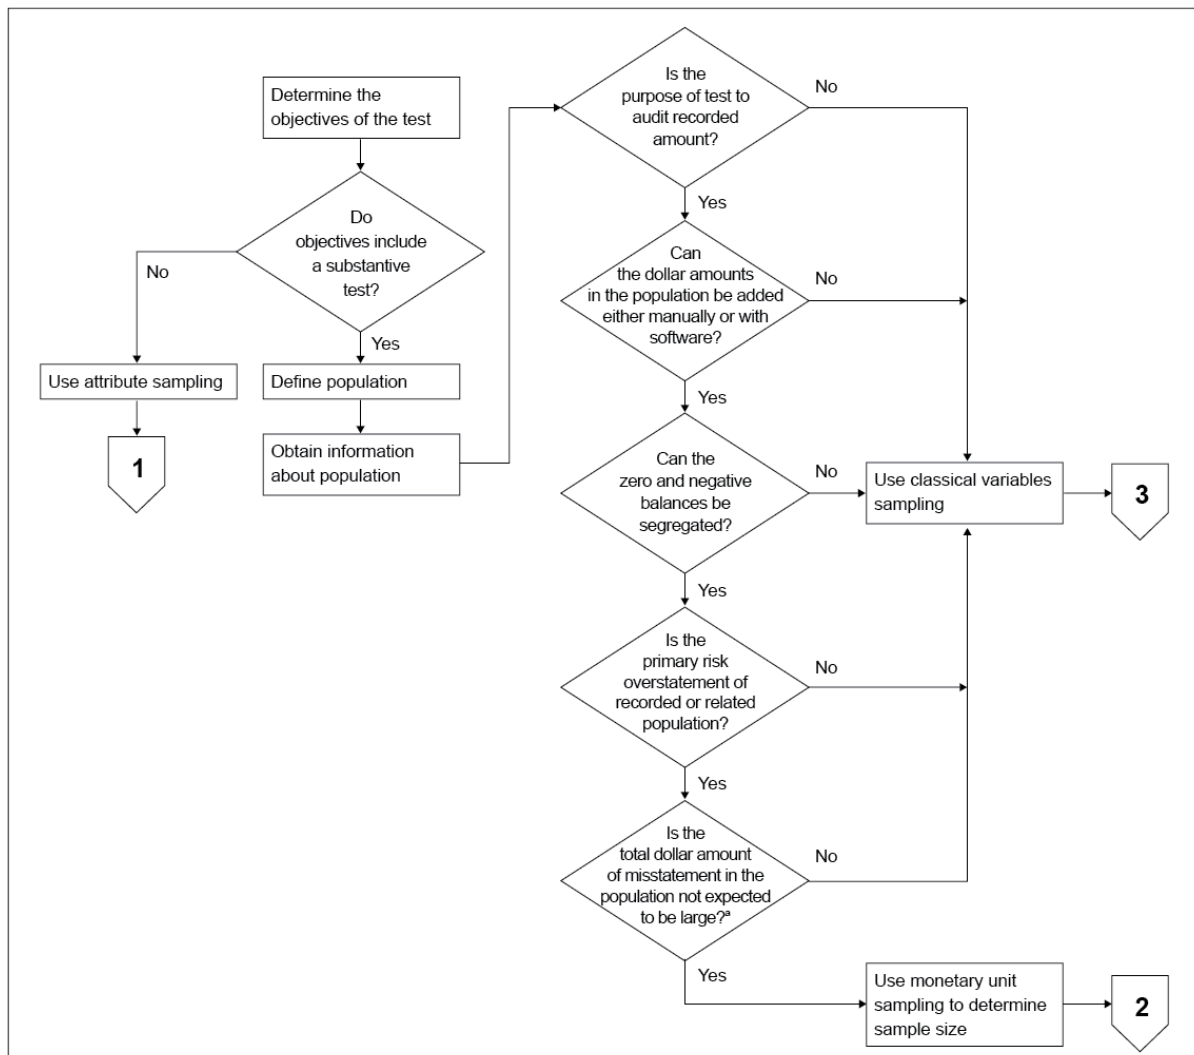 Determine the
objectives of the test
Do
objectives include
a substantive
test?
No
Yes
Use attribute sampling
1
Define population
Obtain information
about population
Is the
purpose of test to
audit recorded
amount?
No
Yes
Can
the dollar amounts
in the population be added
either manually or with
software?
No
Yes
Can the
zero and negative
balances be
segregated?
No
Yes
Use classical variables
sampling
3
Is the
primary risk
overstatement of
recorded or related
population?
No
Yes
Is the
total dollar amount
of misstatement in the
population not expected
to be large?ª
No
Yes
Use monetary unit
sampling to determine
sample size
2